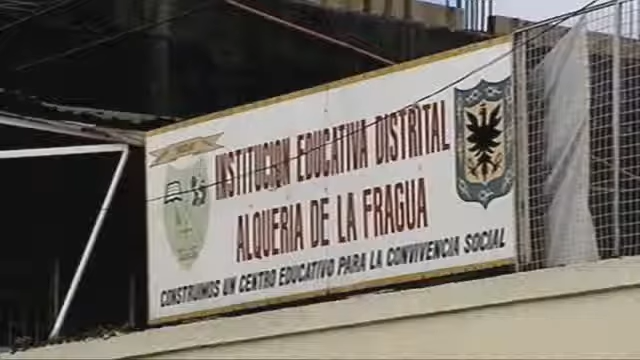 INSTITUCION EDUCATIVA DISTRITAL
ALQUERIA DE LA FRAGUA
CONSTRUIMOS UN CENTRO EDUCATIVO PARA LA CONVIVENCIA SOCIAL